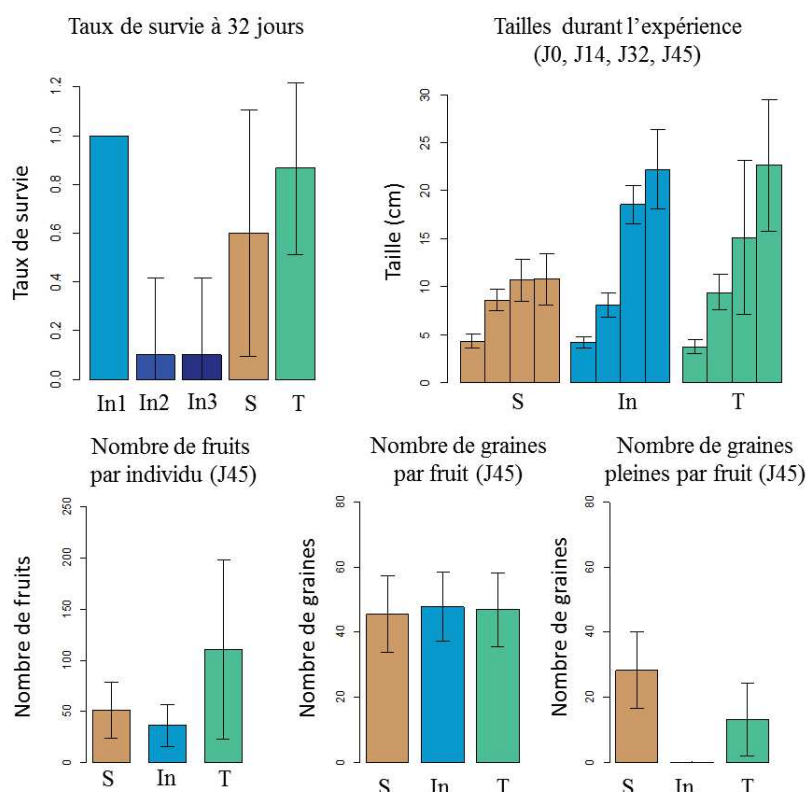 Taux de survie à 32 jours
Taux de survie
1.2
1.0
0.8
0.6
0.4
0.2
0.0
In1 In2 In3 S T
Tailles durant l'expérience
(J0, J14, J32, J45)
Taille (cm)
30
25
20
15
10
5
0
S In T
Nombre de fruits
par individu (J45)
Nombre de fruits
250
200
150
100
50
0
S In T
Nombre de graines
par fruit (J45)
Nombre de graines
80
60
40
20
0
S In T
Nombre de graines
pleines par fruit (J45)
Nombre de graines
80
60
40
20
0
S In T